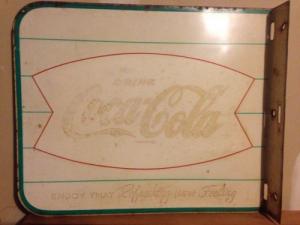 DRINK
Coca-Cola
ENJOY THAT Refreshing New Feeling